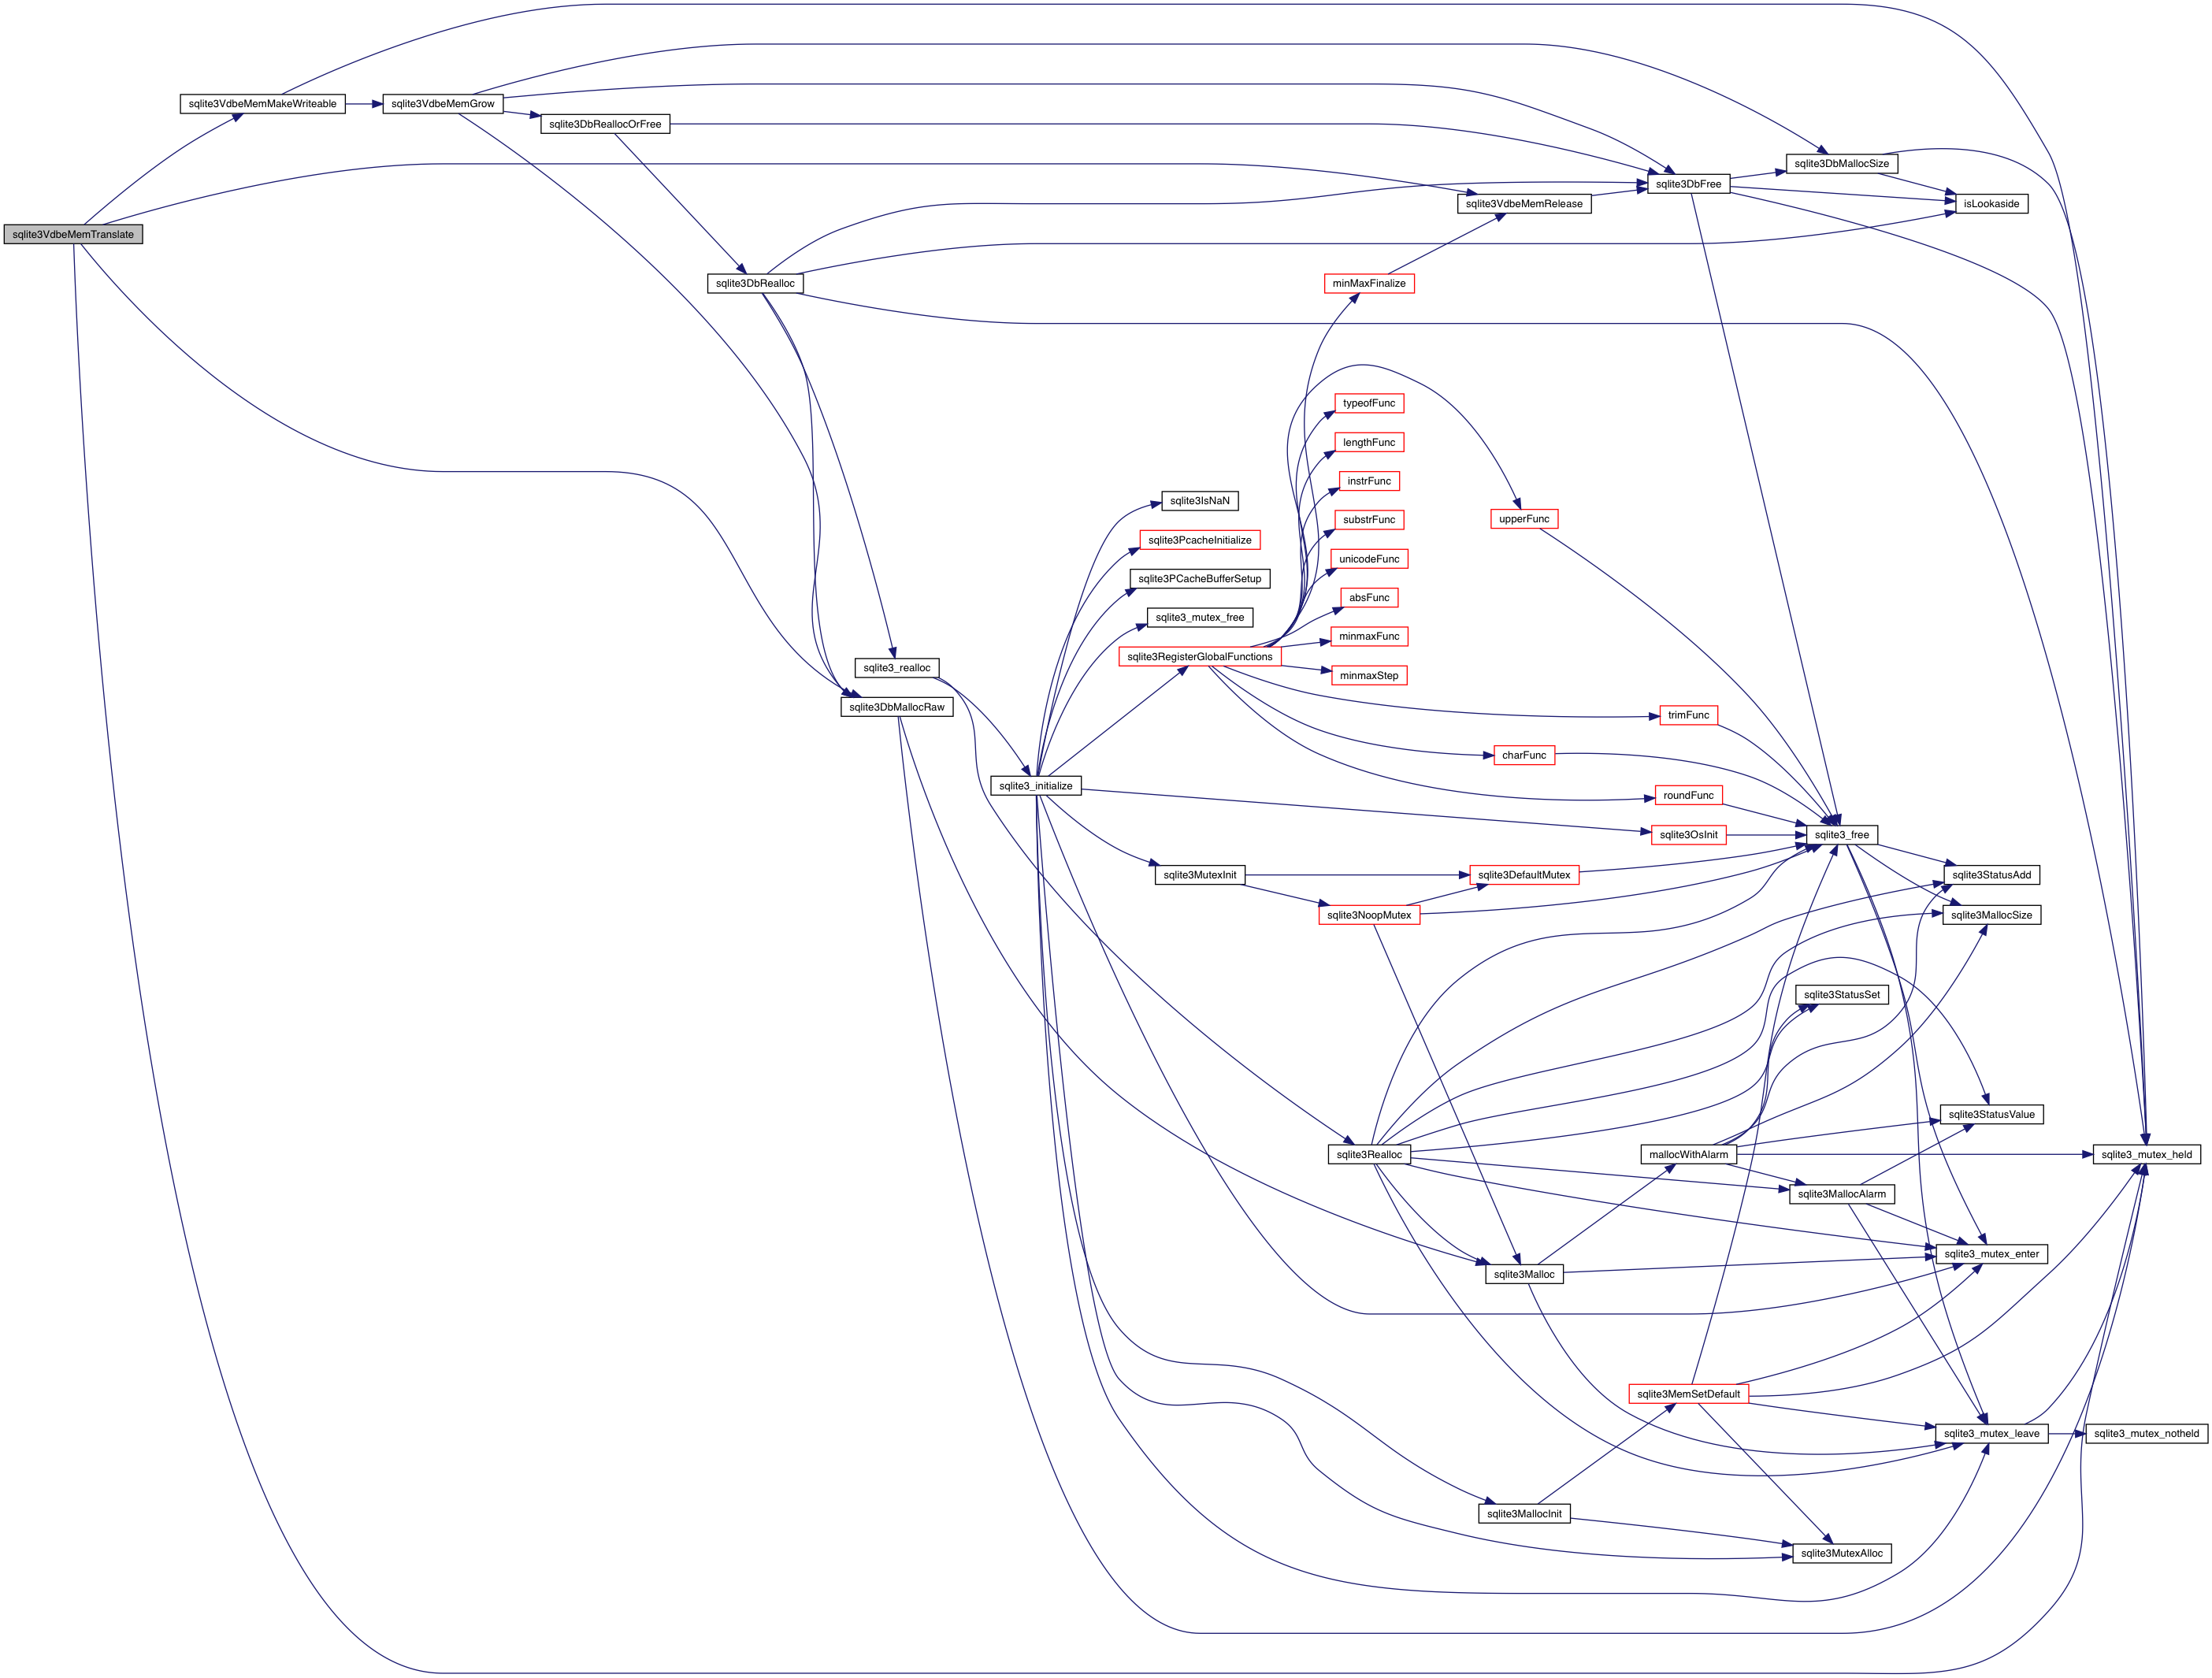 sqlite3VdbeMemTranslate
sqlite3VdbeMemMakeWriteable
sqlite3VdbeMemGrow
sqlite3DbReallocOrFree
sqlite3DbRealloc
sqlite3_realloc
sqlite3DbMallocRaw
sqlite3_initialize
sqlite3IsNaN
sqlite3PcacheInitialize
sqlite3PCacheBufferSetup
sqlite3_mutex_free
sqlite3RegisterGlobalFunctions
sqlite3MutexInit
minMaxFinalize
typeofFunc
lengthFunc
instrFunc
substrFunc
unicodeFunc
absFunc
minmaxFunc
minmaxStep
sqlite3NoopMutex
sqlite3Realloc
sqlite3VdbeMemRelease
upperFunc
charFunc
sqlite3DefaultMutex
sqlite3Malloc
sqlite3MallocInit
sqlite3DbFree
trimFunc
roundFunc
sqlite3OsInit
mallocWithAlarm
sqlite3MemSetDefault
sqlite3DbMallocSize
sqlite3_free
sqlite3StatusSet
sqlite3MallocAlarm
sqlite3MutexAlloc
isLookaside
sqlite3StatusAdd
sqlite3MallocSize
sqlite3StatusValue
sqlite3_mutex_enter
sqlite3_mutex_leave
sqlite3_mutex_held
sqlite3_mutex_notheld